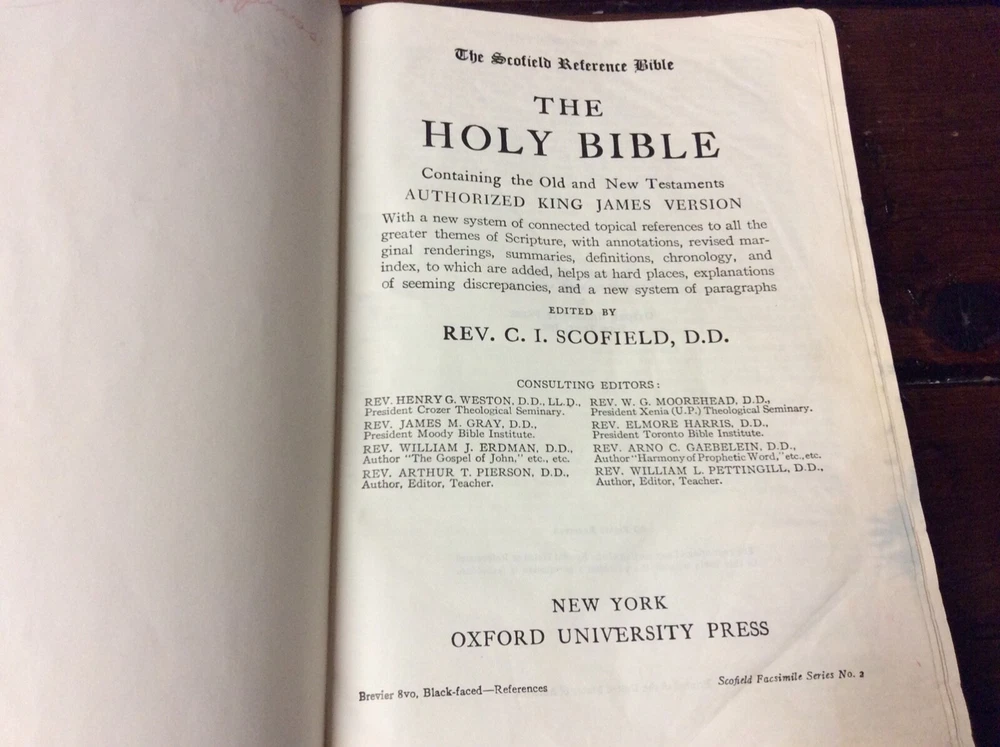 The Scofield Reference Bible
THE
HOLY BIBLE
Containing the Old and New Testaments
AUTHORIZED KING JAMES VERSION
With a new system of connected topical references to all the
greater themes of Scripture, with annotations, revised mar-
ginal renderings, summaries, definitions, chronology, and
index, to which are added, helps at hard places, explanations
of seeming discrepancies, and a new system of paragraphs
EDITED BY
REV. C. I. SCOFIELD, D.D.
CONSULTING EDITORS:
REV. HENRY G. WESTON, D.D., LL.D.,
President Crozer Theological Seminary.
REV. JAMES M. GRAY, D.D.,
President Moody Bible Institute.
REV. WILLIAM J. ERDMAN, D.D.,
Author "The Gospel of John," etc., etc.
REV. ARTHUR T. PIERSON, D.D.,
Author, Editor, Teacher.
REV. W. G. MOOREHEAD, D.D.,
President Xenia (U.P.) Theological Seminary.
REV. ELMORE HARRIS, D.D.,
President Toronto Bible Institute.
REV. ARNO C. GAEBELEIN, D.D.,
Author "Harmony of Prophetic Word," etc., etc.
REV. WILLIAM L. PETTINGILL, D.D.,
Author, Editor, Teacher.
NEW YORK
OXFORD UNIVERSITY PRESS
Brevier 8vo, Black-faced—References
Scofield Facsimile Series No. 2